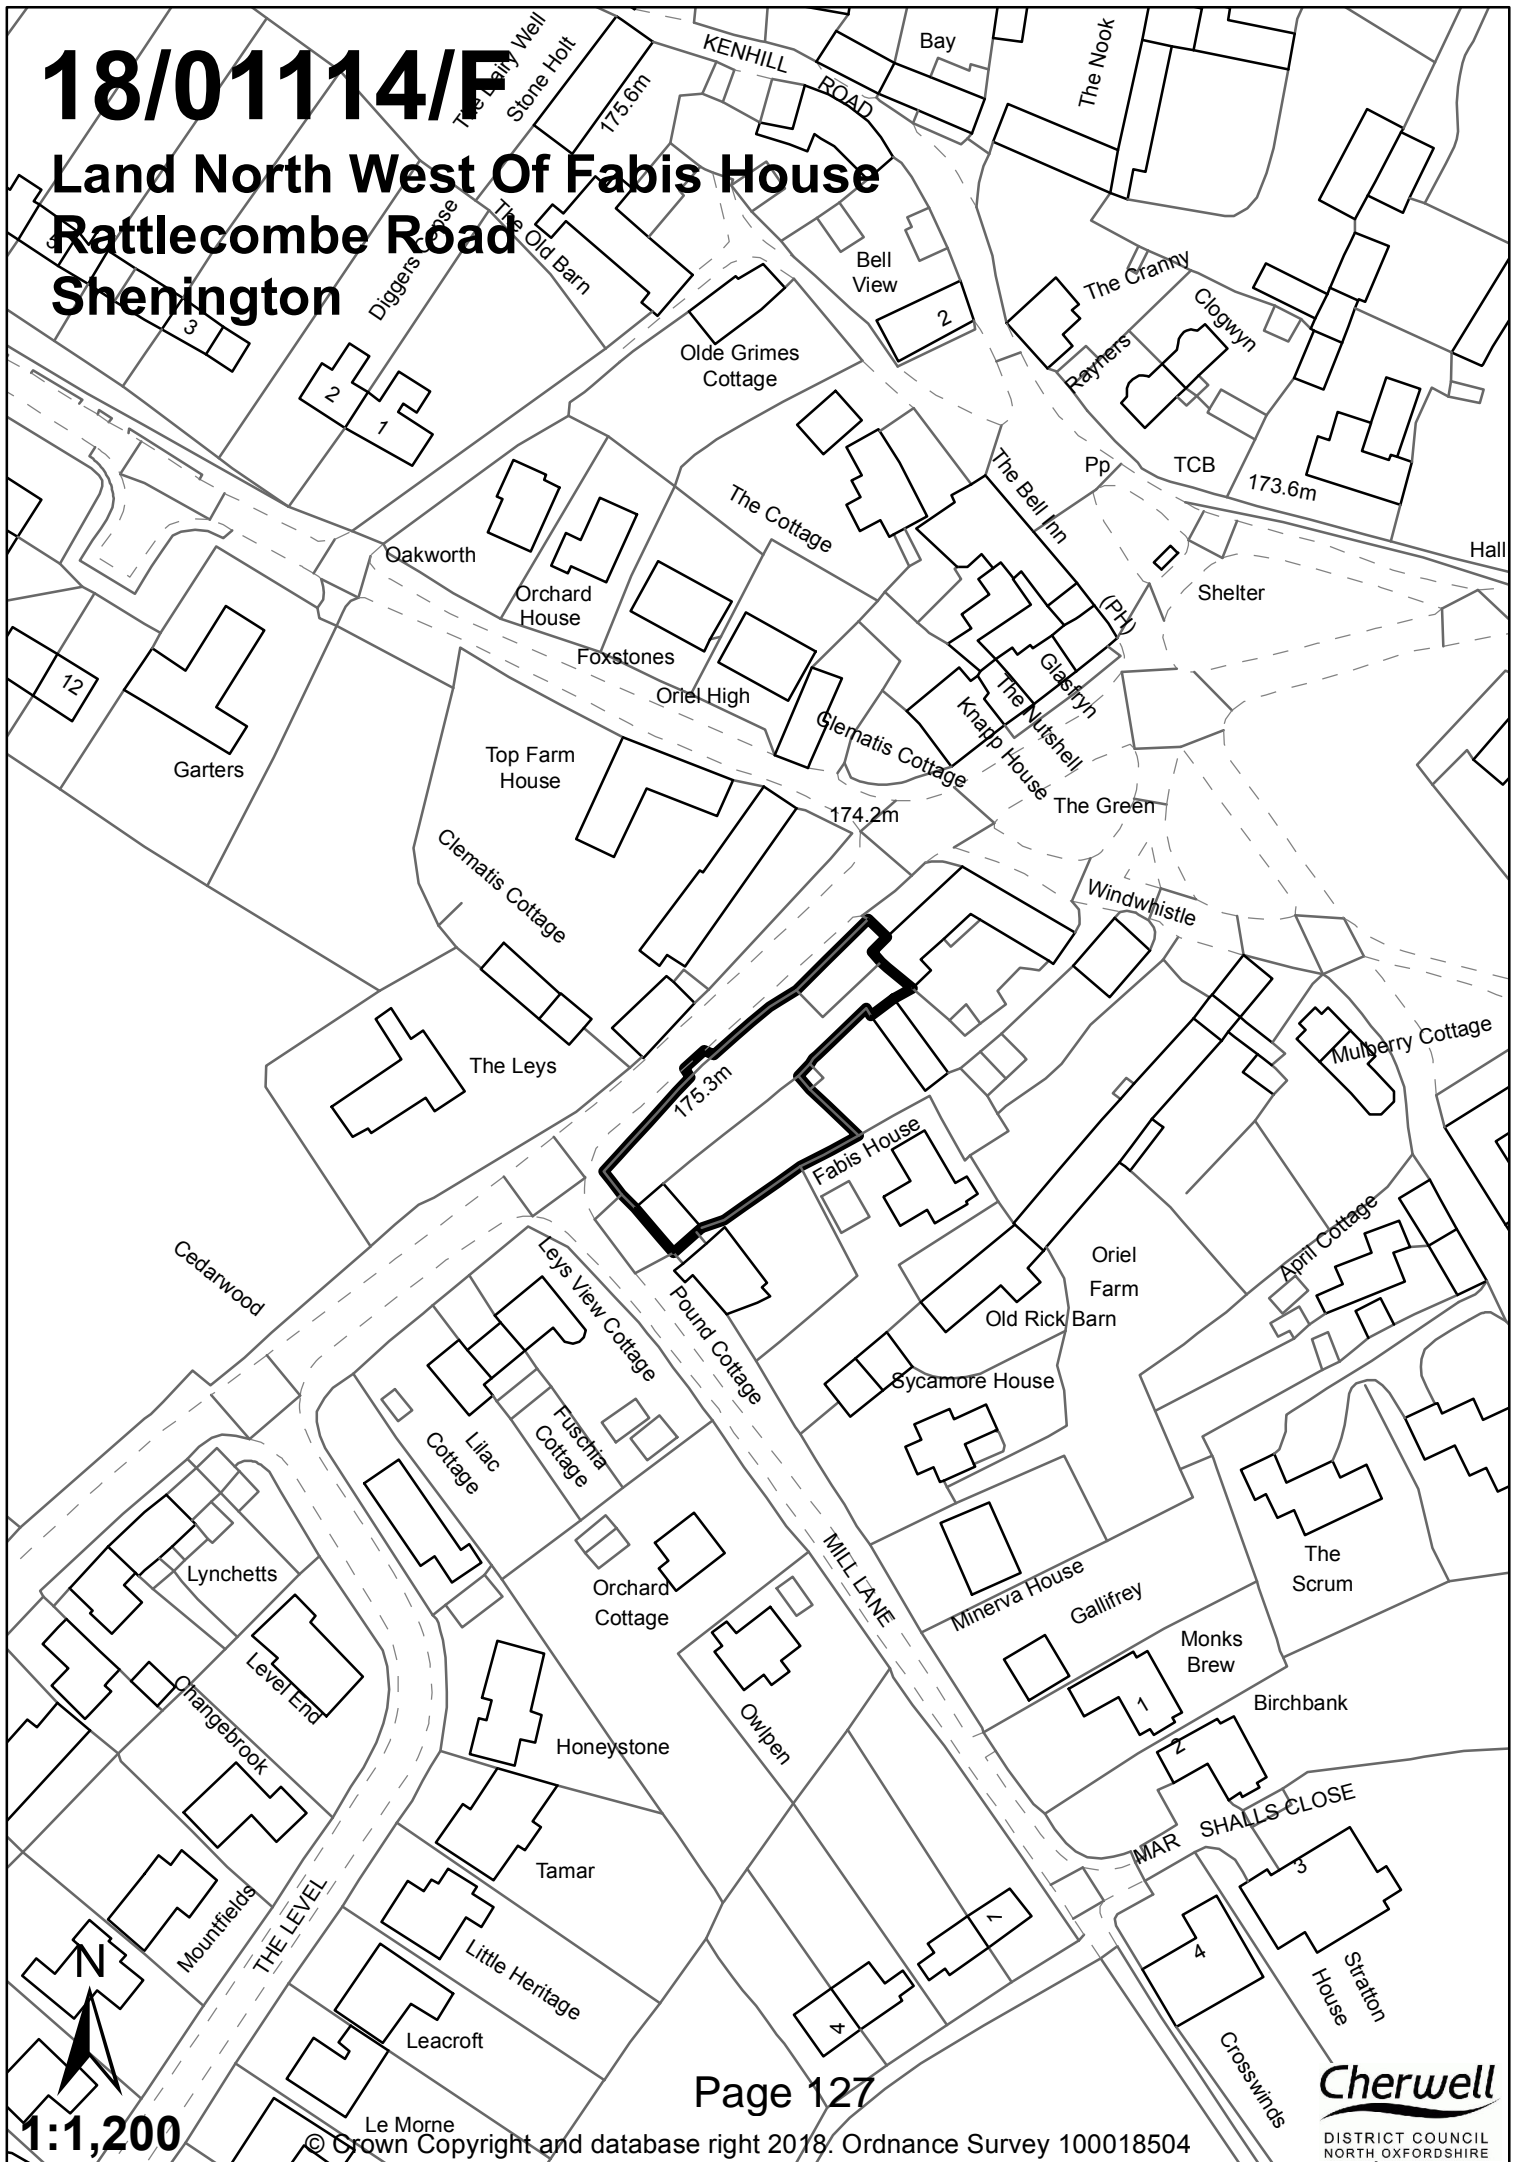 18/01114/F
Land North West Of Fabis House
Rattlecombe Road
Shenington
The Dairy Well
Stone Holt
175.6m
KENHILL
ROAD
Bay
The Nook
5
3
Diggers Copse
The Old Barn
2
1
Olde Grimes
Cottage
Bell
View
2
The Cranny
Clogwyn
Rayners
Pp
TCB
173.6m
Hall
The Bell Inn
(PH)
Shelter
The Cottage
Oakworth
Orchard
House
Foxstones
Oriel High
12
Garters
Top Farm
House
Clematis Cottage
Glasfryn
The Nutshell
Knapp House
The Green
174.2m
Clematis Cottage
Windwhistle
Mulberry Cottage
The Leys
175.3m
Fabis House
Cedarwood
Leys View Cottage
Pound Cottage
Oriel
Farm
Old Rick Barn
April Cottage
Sycamore House
Lilac
Cottage
Fuschia
Cottage
Lynchetts
Orchard
Cottage
MILL LANE
Minerva House
Gallifrey
The
Scrum
Monks
Brew
1
Birchbank
2
Level End
Changebrook
Honeystone
Owlpen
MAR SHALLS CLOSE
3
Tamar
Mountfields
THE LEVEL
Little Heritage
4
1
4
Stratton
House
Crosswinds
Leacroft
Le Morne
N
1:1,200
Page 127
© Crown Copyright and database right 2018. Ordnance Survey 100018504
Cherwell
DISTRICT COUNCIL
NORTH OXFORDSHIRE